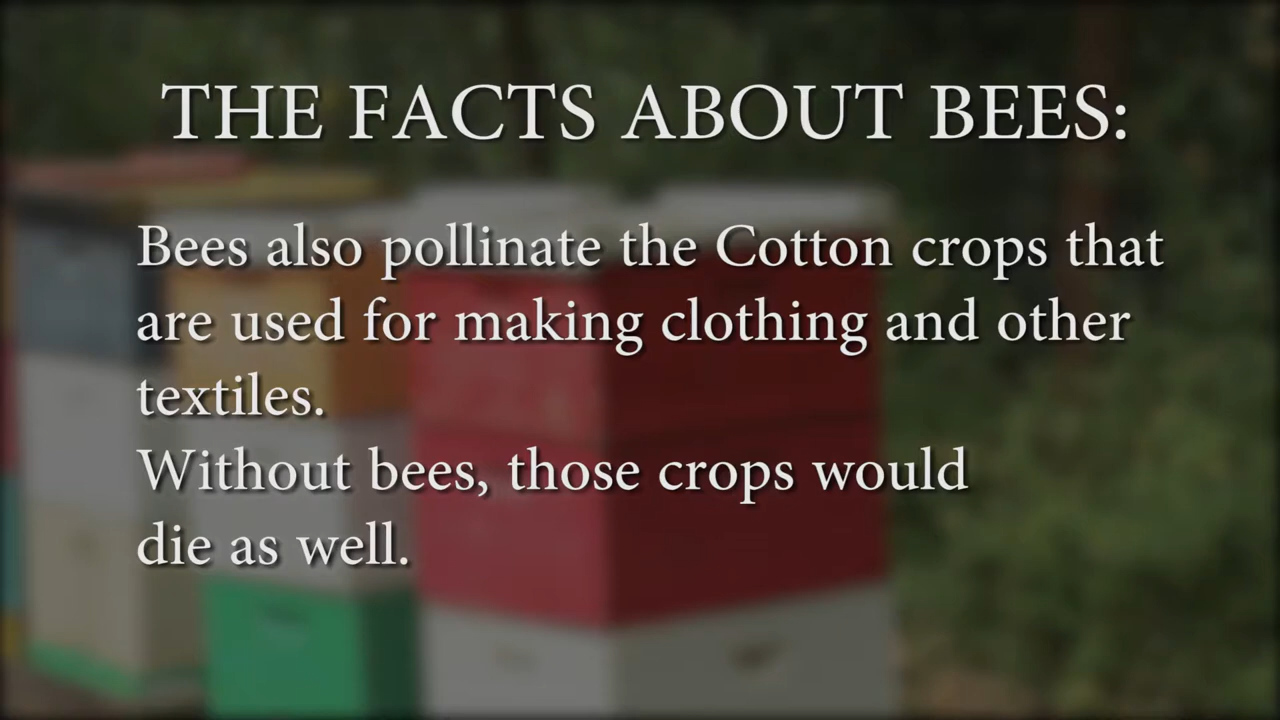 THE FACTS ABOUT BEES:
Bees also pollinate the Cotton crops that
are used for making clothing and other
textiles.
Without bees, those crops would
die as well.